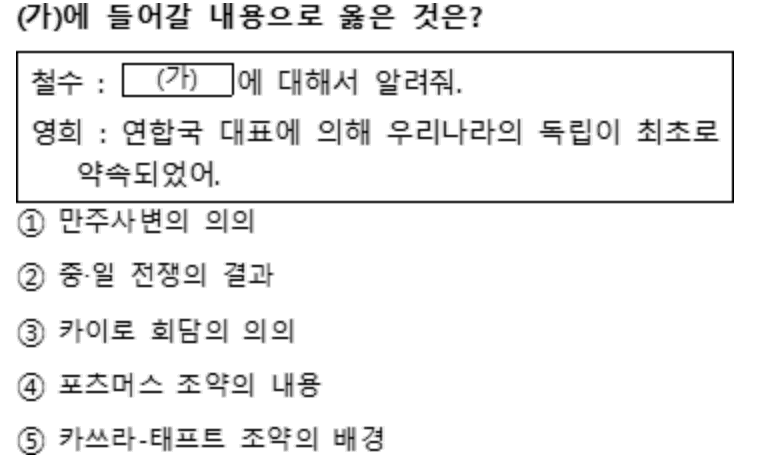 (가)에 들어갈 내용으로 옳은 것은?
철수 : (가) 에 대해서 알려줘.
영희 : 연합국 대표에 의해 우리나라의 독립이 최초로
약속되었어.
① 만주사변의 의의
② 중·일 전쟁의 결과
③ 카이로 회담의 의의
④ 포츠머스 조약의 내용
⑤ 카쓰라-태프트 조약의 배경